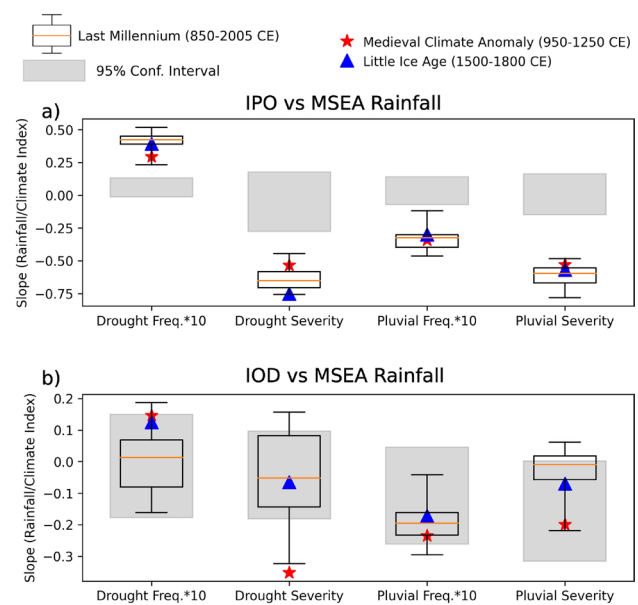 Last Millennium (850-2005 CE)
95% Conf. Interval
Medieval Climate Anomaly (950-1250 CE)
Little Ice Age (1500-1800 CE)
a)
IPO vs MSEA Rainfall
Slope (Rainfall/Climate Index)
0.50
0.25
0.00
−0.25
−0.50
−0.75
Drought Freq.*10
Drought Severity
Pluvial Freq.*10
Pluvial Severity
b)
IOD vs MSEA Rainfall
Slope (Rainfall/Climate Index)
0.2
0.1
0.0
−0.1
−0.2
−0.3
Drought Freq.*10
Drought Severity
Pluvial Freq.*10
Pluvial Severity